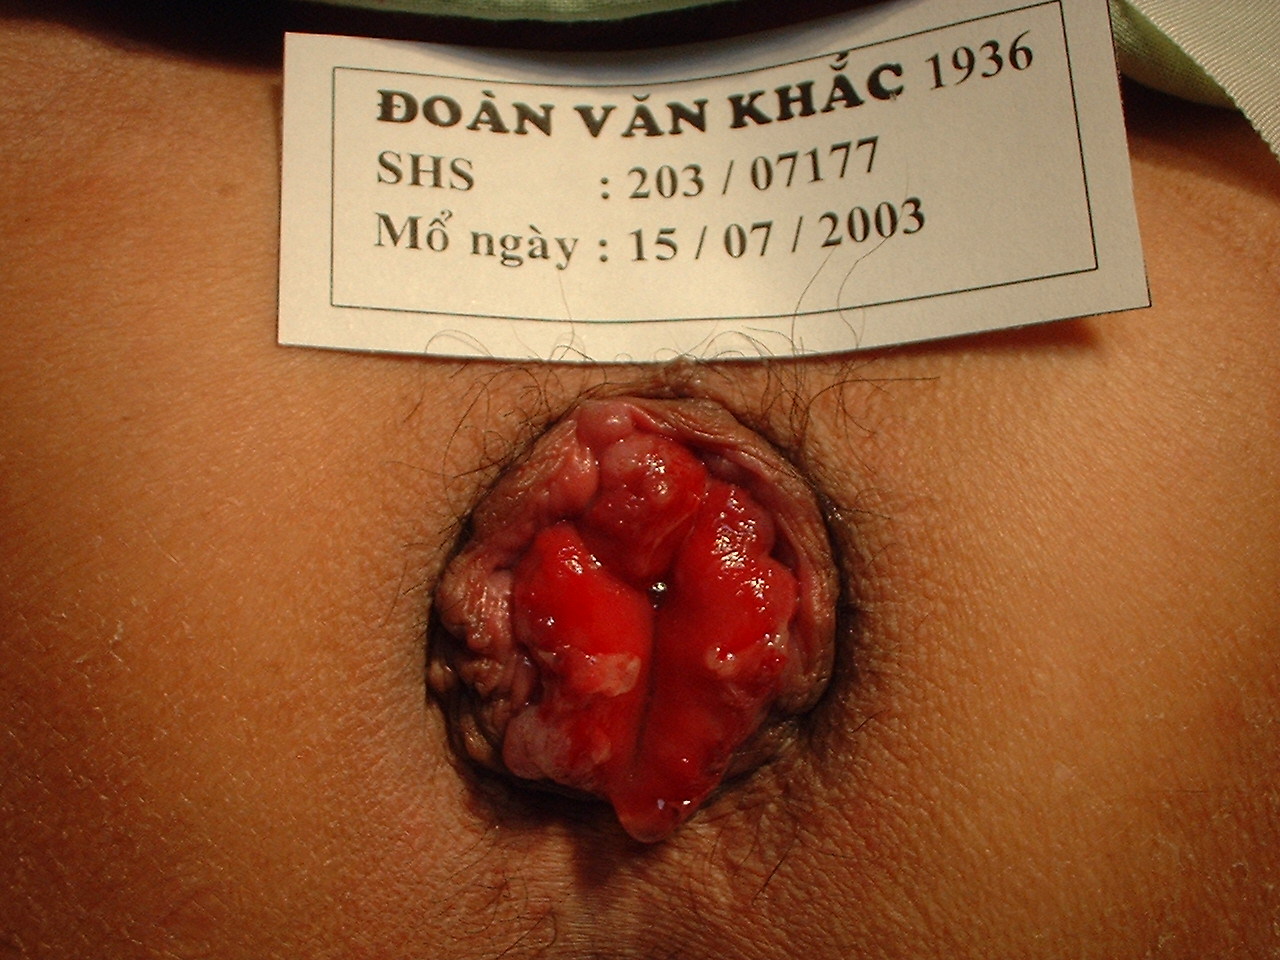 ĐOÀN VĂN KHẮC 1936
SHS : 203 / 07177
Mổ ngày : 15 / 07 / 2003